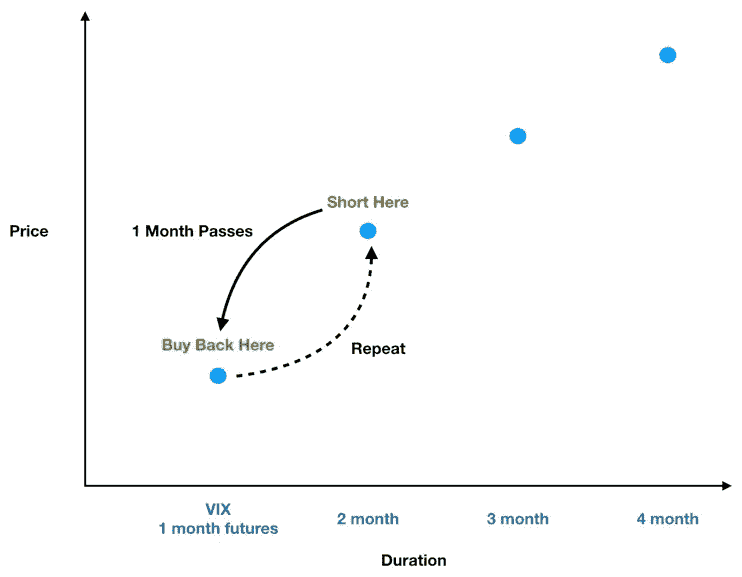 Short Here
Price
1 Month Passes
Buy Back Here
Repeat
VIX
1 month futures
2 month
3 month
4 month
Duration